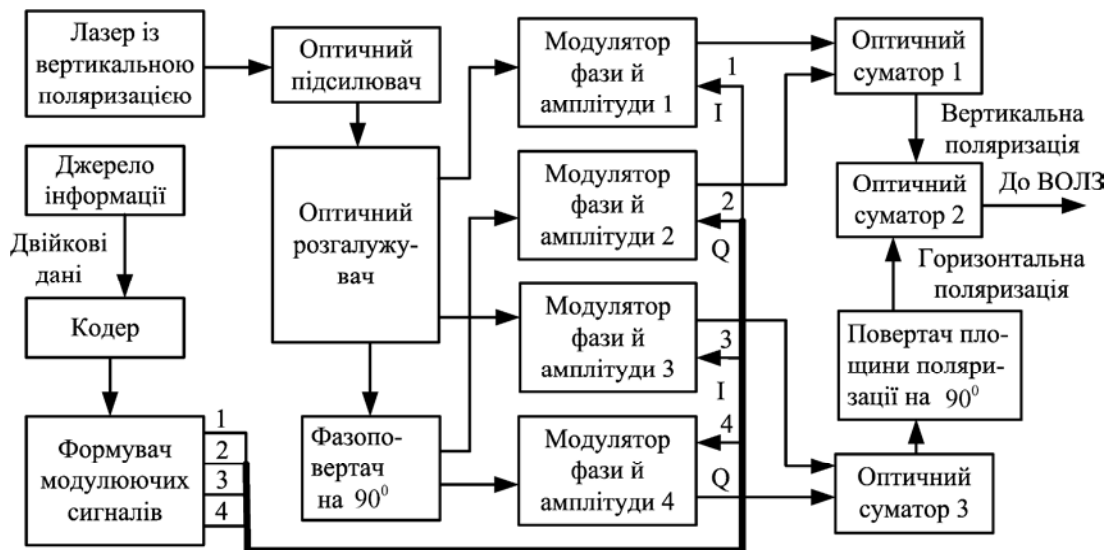 Лазер із
вертикальною
поляризацією
Оптичний
підсилювач
Модулятор
фази й
амплітуди 1
1
I
Оптичний
суматор 1
Вертикальна
поляризація
Джерело
інформації
Двійкові
дані
Оптичний
розгалужу-
вач
Модулятор
фази й
амплітуди 2
2
Q
Оптичний
суматор 2
До ВОЛЗ
Горизонтальна
поляризація
Кодер
Модулятор
фази й
амплітуди 3
3
I
Повертач пло-
щини поляри-
зації на 90⁰
Формувач
модулюючих
сигналів
1
2
3
4
Фазопо-
вертач
на 90⁰
Модулятор
фази й
амплітуди 4
4
Q
Оптичний
суматор 3